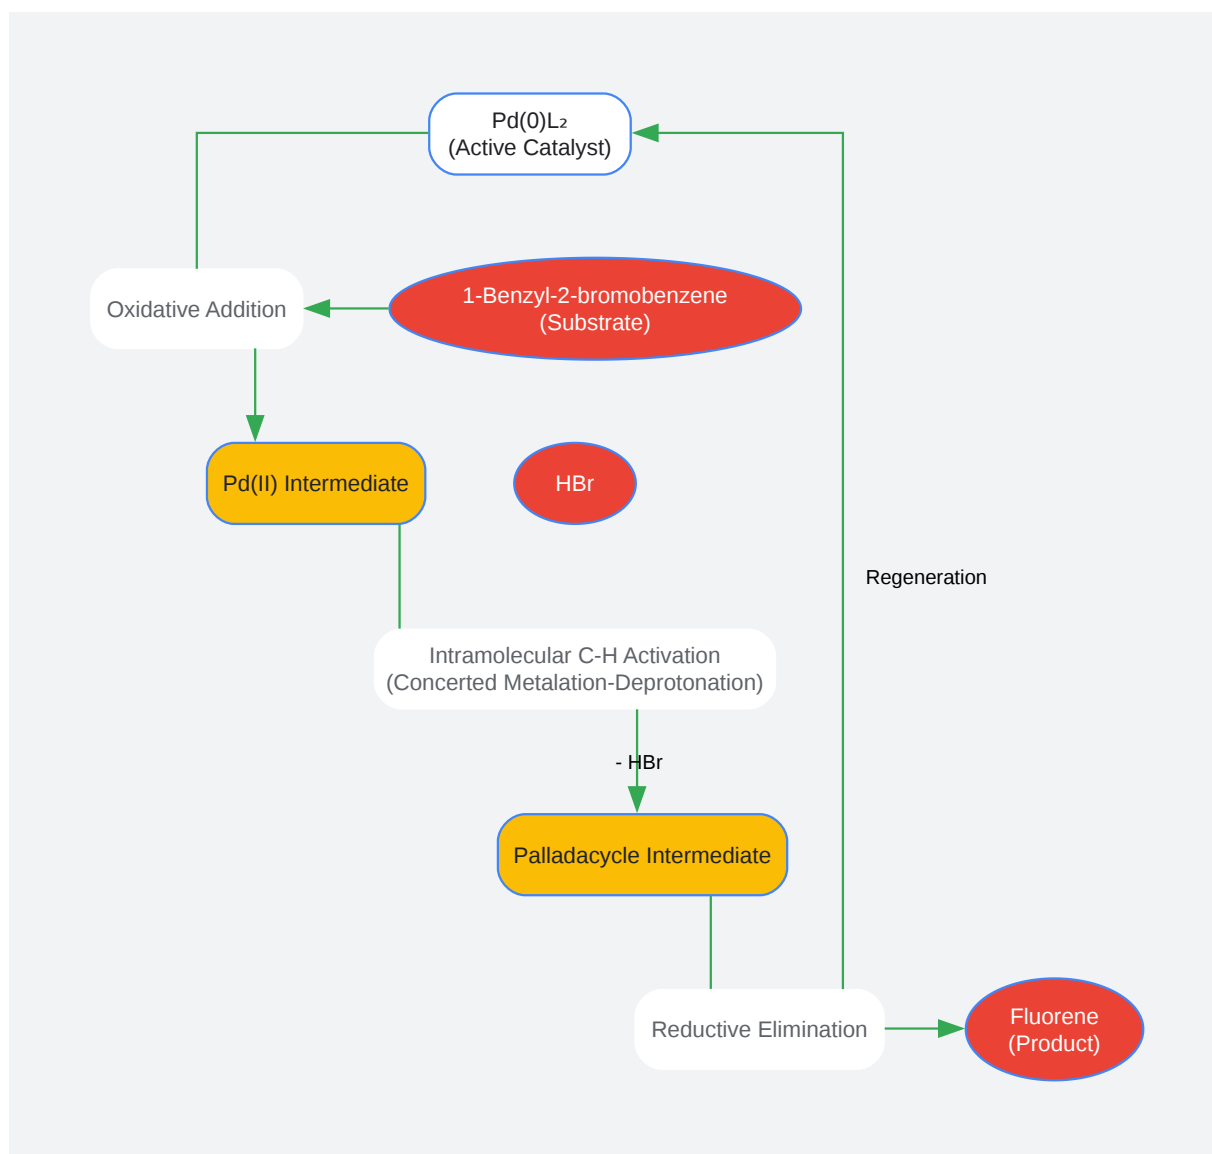 Pd(0)L₂
(Active Catalyst)
1-Benzyl-2-bromobenzene
(Substrate)
Oxidative Addition
Pd(II) Intermediate
HBr
Regeneration
Intramolecular C-H Activation
(Concerted Metalation-Deprotonation)
- HBr
Palladacycle Intermediate
Fluorene
(Product)
Reductive Elimination